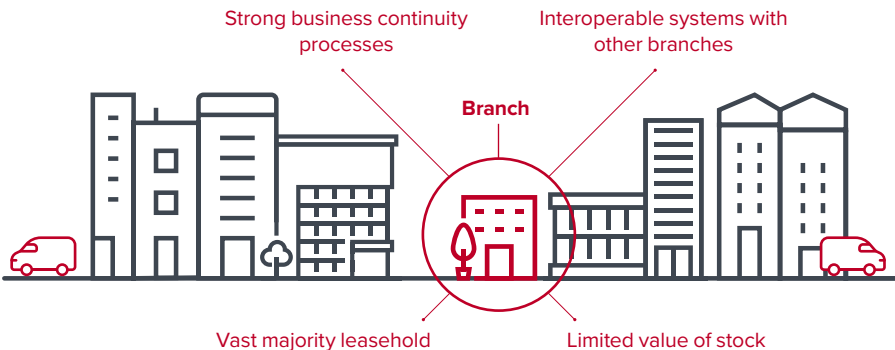 Strong business continuity
processes
Interoperable systems with
other branches
Branch
Vast majority leasehold
Limited value of stock